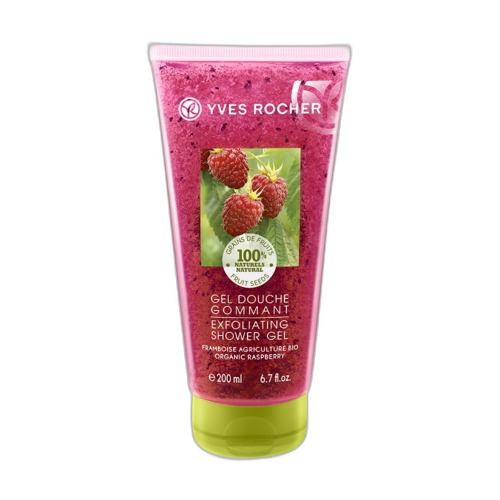 YVES ROCHER
GRAINS DE FRUITS
100%
NATURELS
NATURAL
FRUIT SEEDS
GEL DOUCHE
GOMMANT
EXFOLIATING
SHOWER GEL
FRAMBOISE AGRICULTURE BIO
ORGANIC RASPBERRY
e 200 ml 6,7 fl.oz.